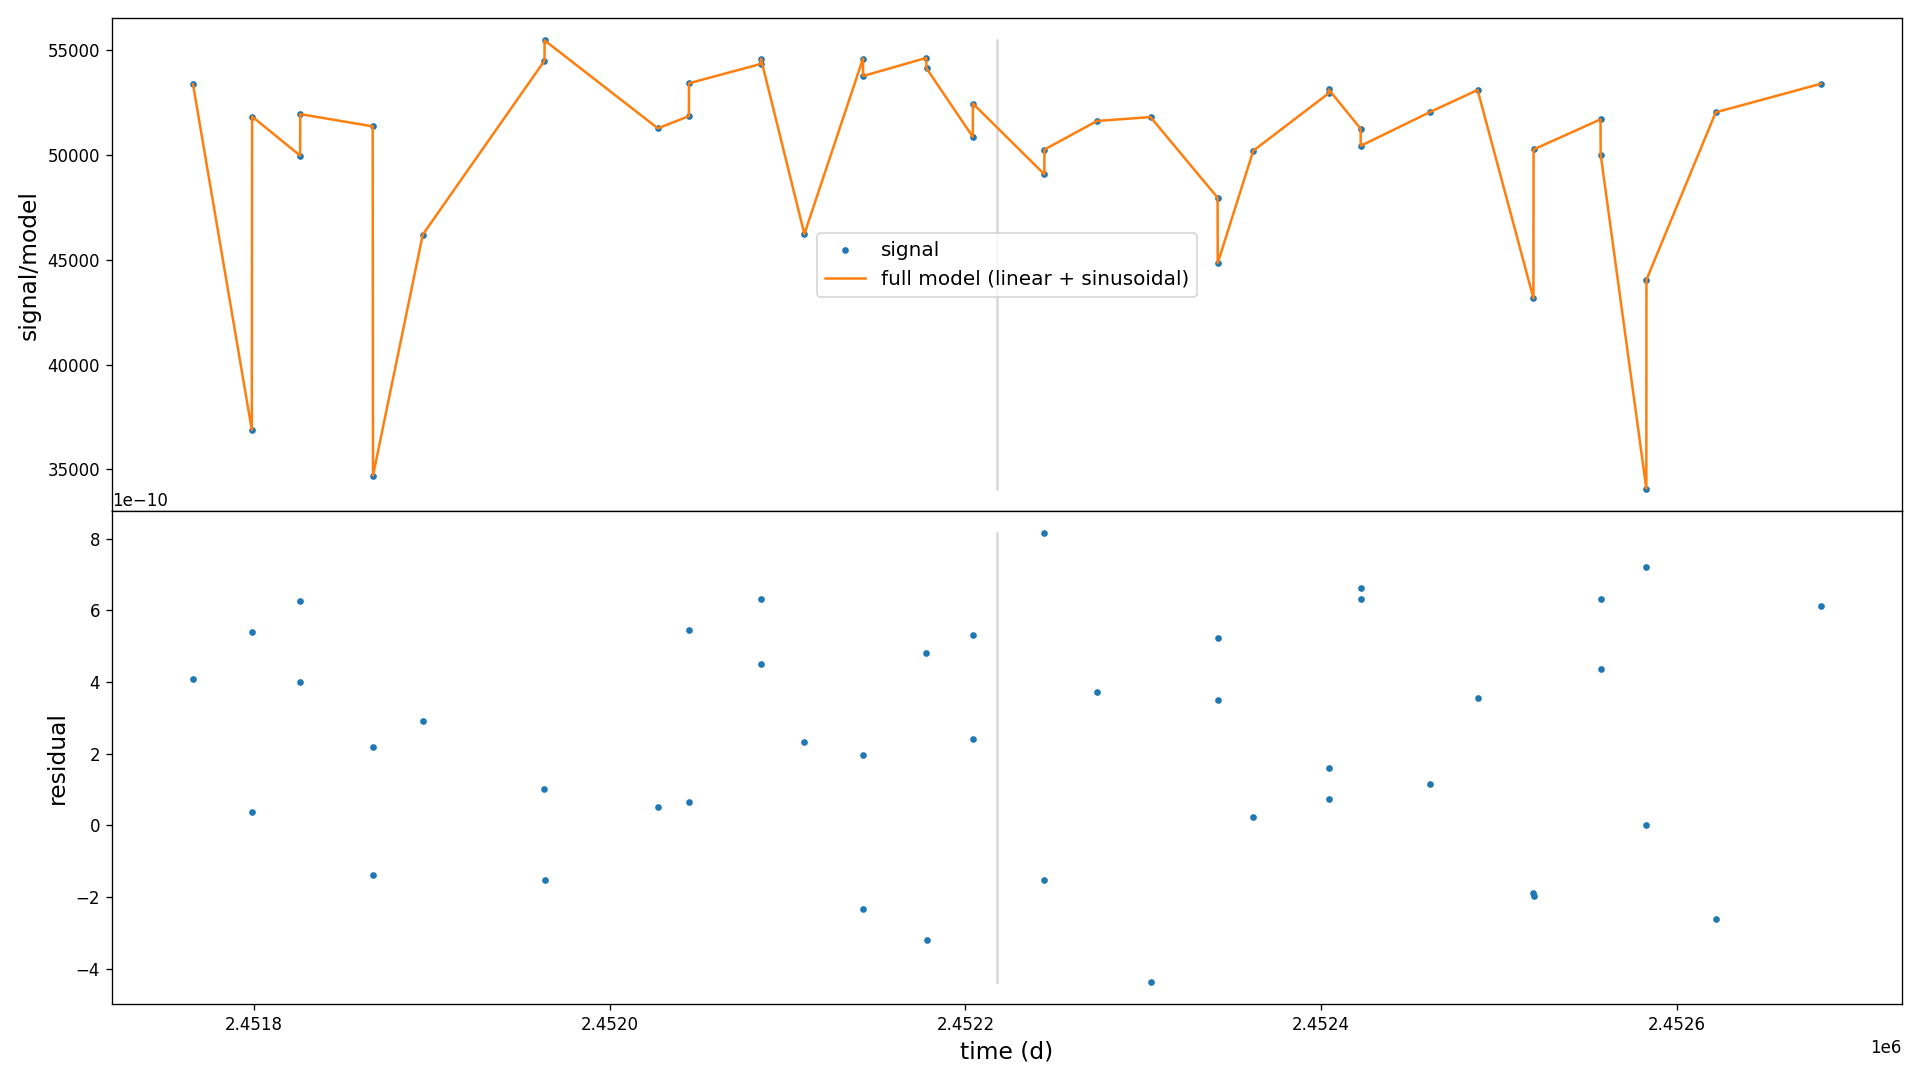 55000
50000
45000
40000
35000
signal/model
signal
full model (linear + sinusoidal)
1e−10
8
6
4
2
0
−2
−4
residual
2.4518
2.4520
2.4522
2.4524
2.4526
1e6
time (d)